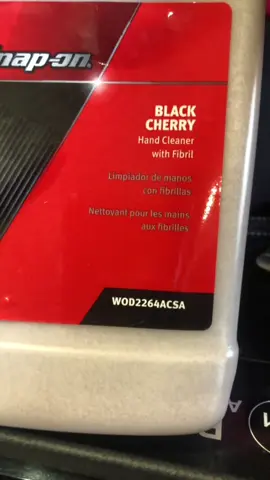 nap-on
BLACK
CHERRY
Hand Cleaner
with Fibril
Limpiador de manos
con fibrillas
Nettoyant pour les mains
aux fibrilles
WOD2264ACSA